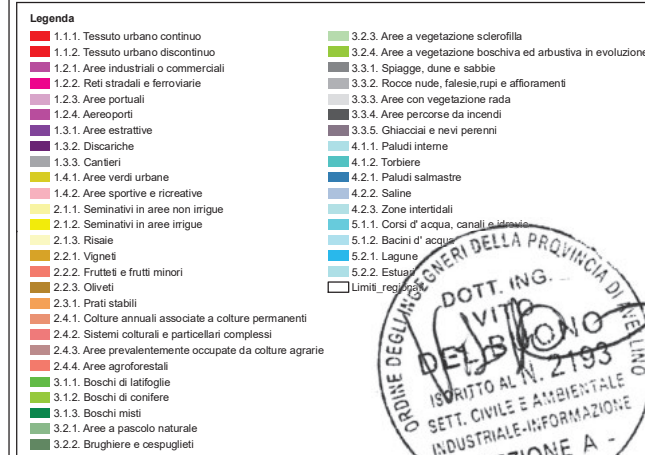 Legenda
1.1.1. Tessuto urbano continuo
1.1.2. Tessuto urbano discontinuo
1.2.1. Aree industriali o commerciali
1.2.2. Reti stradali e ferroviarie
1.2.3. Aree portuali
1.2.4. Aereoporti
1.3.1. Aree estrattive
1.3.2. Discariche
1.3.3. Cantieri
1.4.1. Aree verdi urbane
1.4.2. Aree sportive e ricreative
2.1.1. Seminativi in aree non irrigue
2.1.2. Seminativi in aree irrigue
2.1.3. Risaie
2.2.1. Vigneti
2.2.2. Frutteti e frutti minori
2.2.3. Oliveti
2.3.1. Prati stabili
2.4.1. Colture annuali associate a colture permanenti
2.4.2. Sistemi colturali e particellari complessi
2.4.3. Aree prevalentemente occupate da colture agrarie
2.4.4. Aree agroforestali
3.1.1. Boschi di latifoglie
3.1.2. Boschi di conifere
3.1.3. Boschi misti
3.2.1. Aree a pascolo naturale
3.2.2. Brughiere e cespuglieti
3.2.3. Aree a vegetazione sclerofilla
3.2.4. Aree a vegetazione boschiva ed arbustiva in evoluzione
3.3.1. Spiagge, dune e sabbie
3.3.2. Rocce nude, falesie,rupi e affioramenti
3.3.3. Aree con vegetazione rada
3.3.4. Aree percorse da incendi
3.3.5. Ghiacciai e nevi perenni
4.1.1. Paludi interne
4.1.2. Torbiere
4.2.1. Paludi salmastre
4.2.2. Saline
4.2.3. Zone intertidali
5.1.1. Corsi d' acqua, canali e idrovie
5.1.2. Bacini d' acqua
5.2.1. Lagune
5.2.2. Estuari
Limiti_regionali
ORDINE DEGLI INGEGNERI DELLA PROVINCIA DI AVELLINO
DOTT. ING.
VITO
DEL BUONO
ISCRITTO AL N. 2193
SETT. CIVILE E AMBIENTALE
INDUSTRIALE-INFORMAZIONE
SEZIONE A -